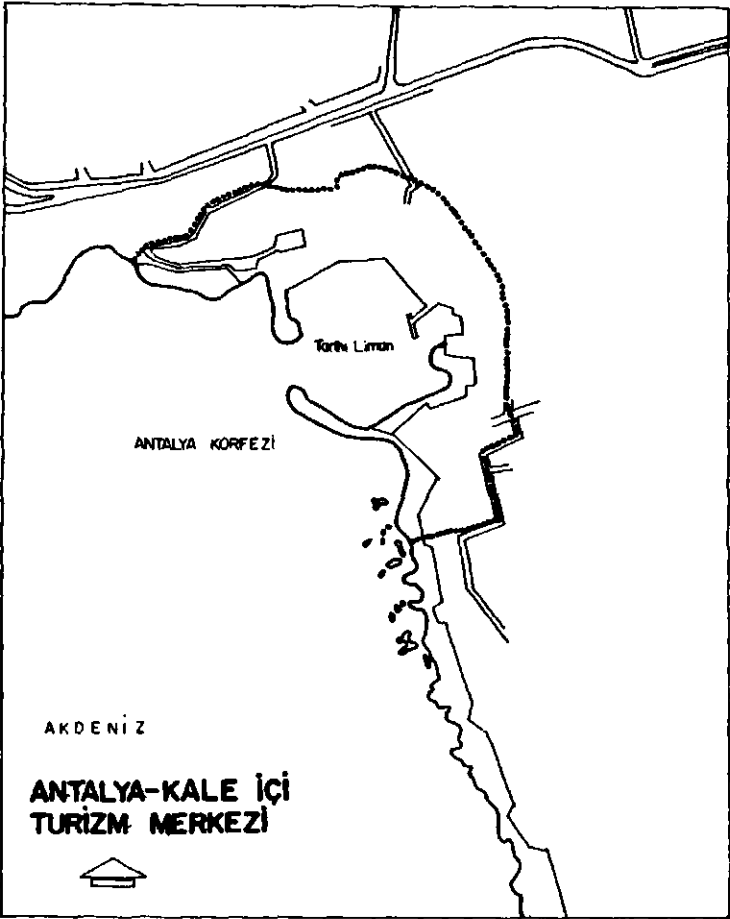 Tarihi Liman
ANTALYA KÖRFEZİ
AKDENİZ
ANTALYA-KALE İÇİ
TURİZM MERKEZİ